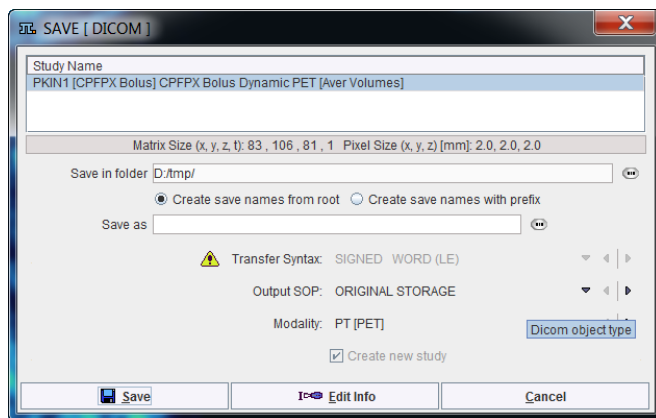 SAVE [ DICOM ]
Study Name
PKIN1 [CPFPX Bolus] CPFPX Bolus Dynamic PET [Aver Volumes]
Matrix Size (x, y, z, t): 83 , 106 , 81 , 1 Pixel Size (x, y, z) [mm]: 2.0, 2.0, 2.0
Save in folder D:/tmp/
Create save names from root Create save names with prefix
Save as
Transfer Syntax: SIGNED WORD (LE)
Output SOP: ORIGINAL STORAGE
Modality: PT [PET]
Dicom object type
Create new study
Save Edit Info Cancel